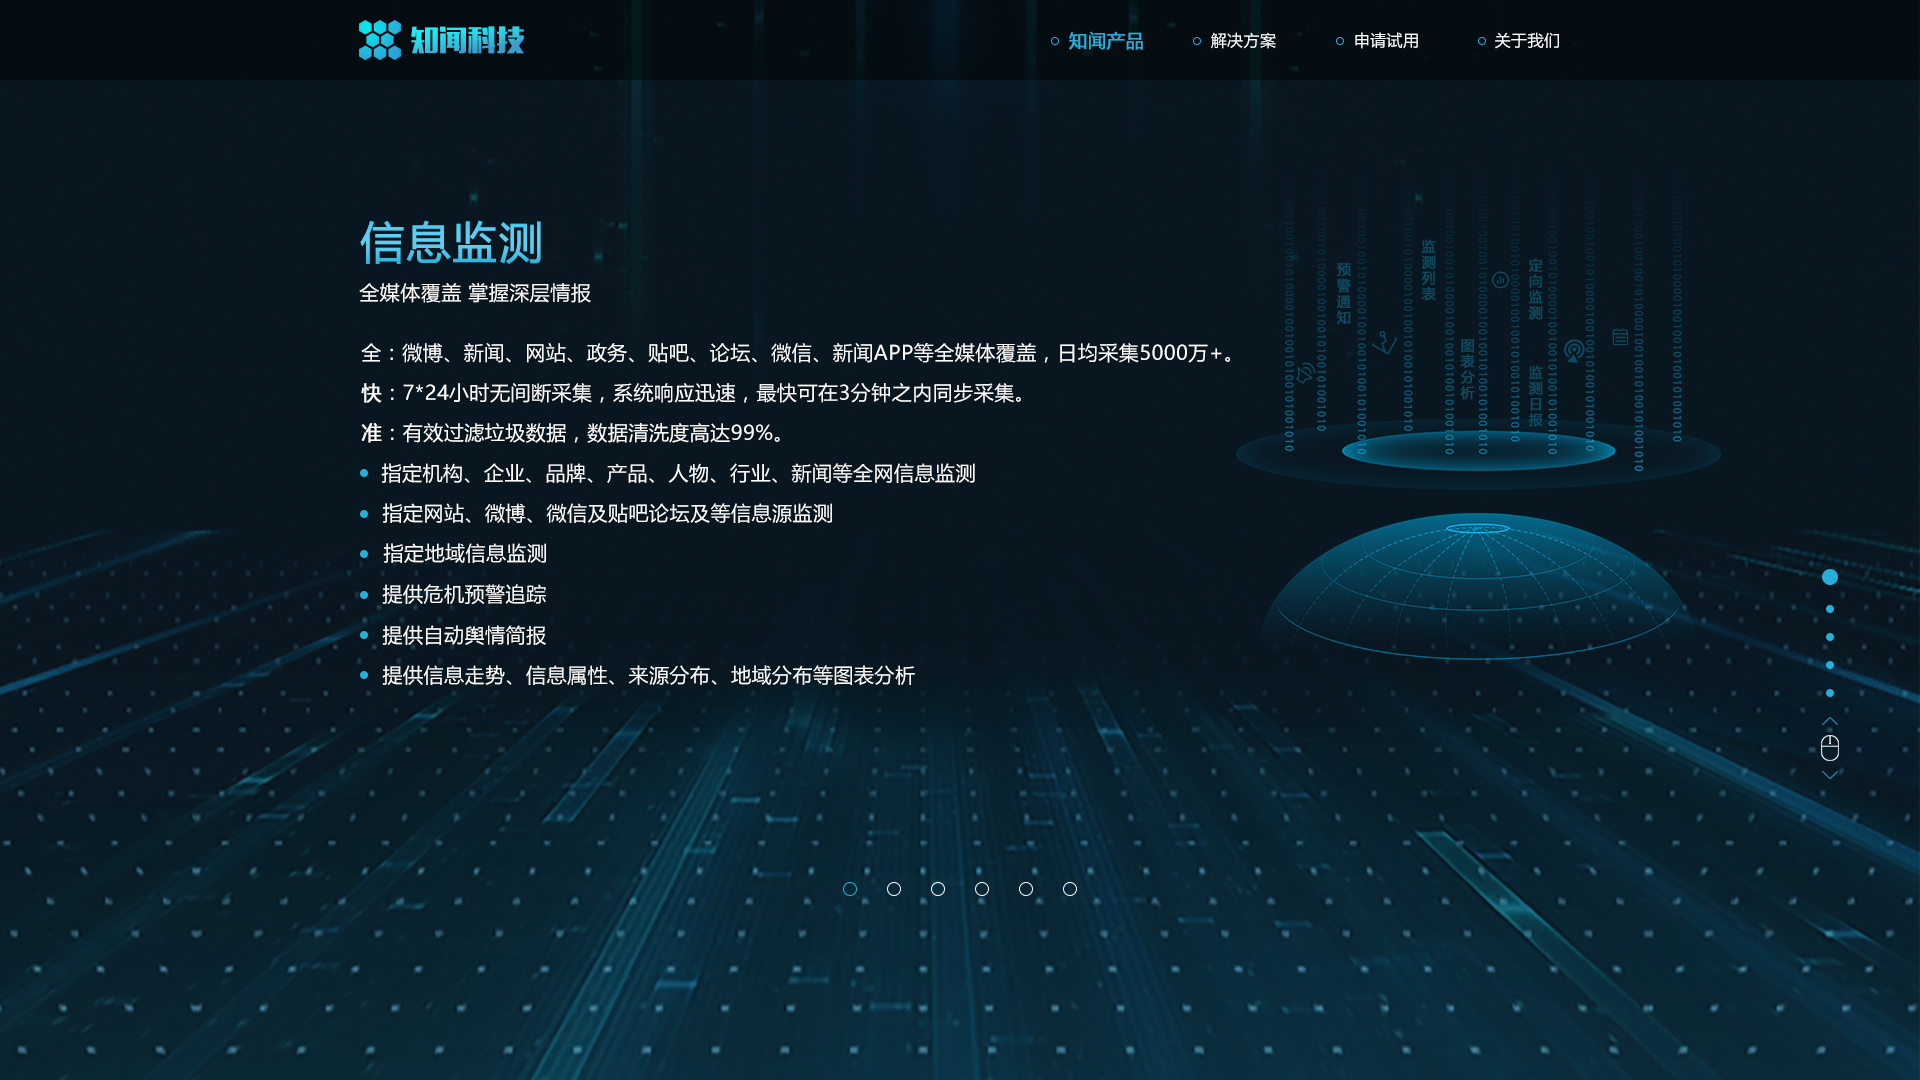 知闻科技
知闻产品
解决方案
申请试用
关于我们
信息监测
全媒体覆盖 掌握深层情报
全：微博、新闻、网站、政务、贴吧、论坛、微信、新闻APP等全媒体覆盖，日均采集5000万+。
快：7*24小时无间断采集，系统响应迅速，最快可在3分钟之内同步采集。
准：有效过滤垃圾数据，数据清洗度高达99%。
指定机构、企业、品牌、产品、人物、行业、新闻等全网信息监测
指定网站、微博、微信及贴吧论坛及等信息源监测
指定地域信息监测
提供危机预警追踪
提供自动舆情简报
提供信息走势、信息属性、来源分布、地域分布等图表分析
预警通知
监测列表
图表分析
定向监测
监测日报